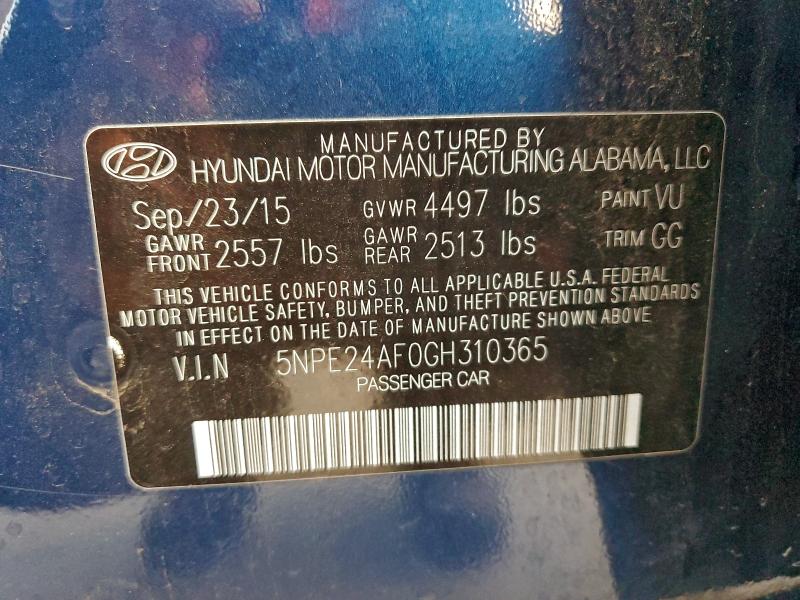 MANUFACTURED BY
HYUNDAI MOTOR MANUFACTURING ALABAMA, LLC
Sep/23/15 GVWR 4497 lbs PAINT VU
GAWR FRONT 2557 lbs GAWR REAR 2513 lbs TRIM GG
THIS VEHICLE CONFORMS TO ALL APPLICABLE U.S.A. FEDERAL
MOTOR VEHICLE SAFETY, BUMPER, AND THEFT PREVENTION STANDARDS
IN EFFECT ON THE DATE OF MANUFACTURE SHOWN ABOVE
V.I.N 5NPE24AF0GH310365
PASSENGER CAR